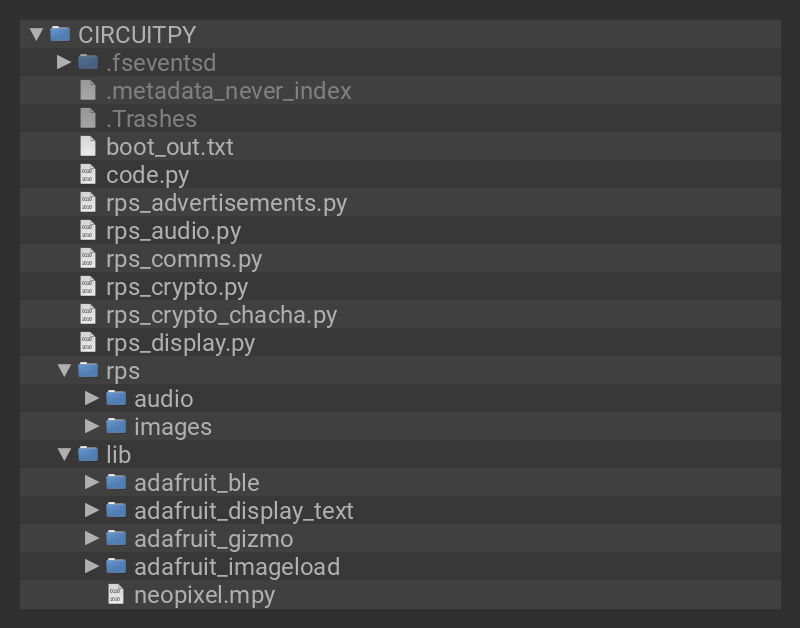 CIRCUITPY
.fseventsd
.metadata_never_index
.Trashes
boot_out.txt
code.py
rps_advertisements.py
rps_audio.py
rps_comms.py
rps_crypto.py
rps_crypto_chacha.py
rps_display.py
rps
audio
images
lib
adafruit_ble
adafruit_display_text
adafruit_gizmo
adafruit_imageload
neopixel.mpy